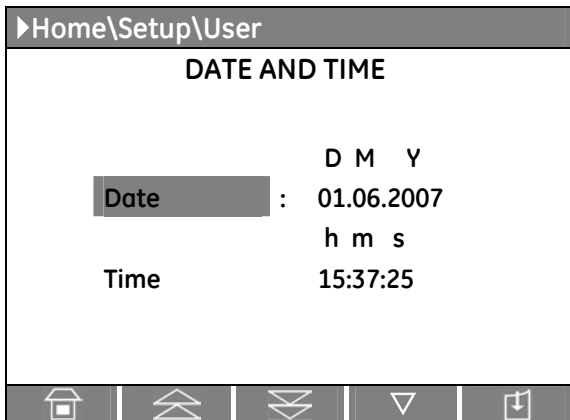 Home\Setup\User
DATE AND TIME
D M Y
Date : 01.06.2007
h m s
Time 15:37:25